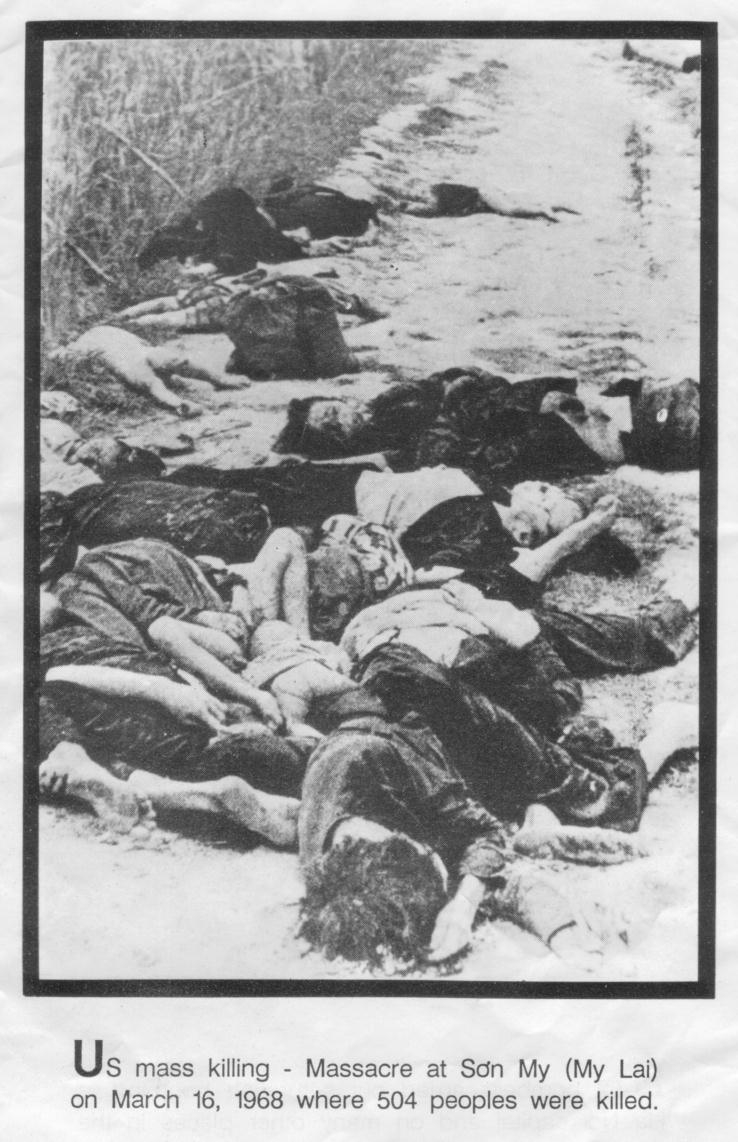 US mass killing - Massacre at Sơn My (My Lai)
on March 16, 1968 where 504 peoples were killed.